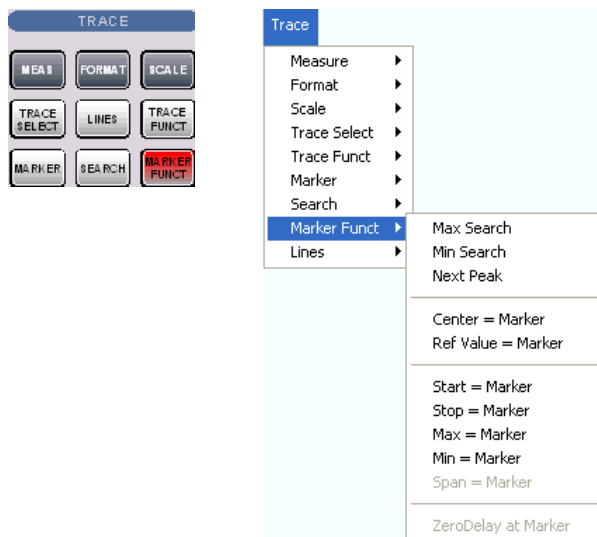 TRACE
MEAS
FORMAT
SCALE
TRACE
SELECT
LINES
TRACE
FUNCT
MARKER
SEARCH
MARKER
FUNCT
Trace
Measure
Format
Scale
Trace Select
Trace Funct
Marker
Search
Marker Funct
Lines
Max Search
Min Search
Next Peak
Center = Marker
Ref Value = Marker
Start = Marker
Stop = Marker
Max = Marker
Min = Marker
Span = Marker
ZeroDelay at Marker